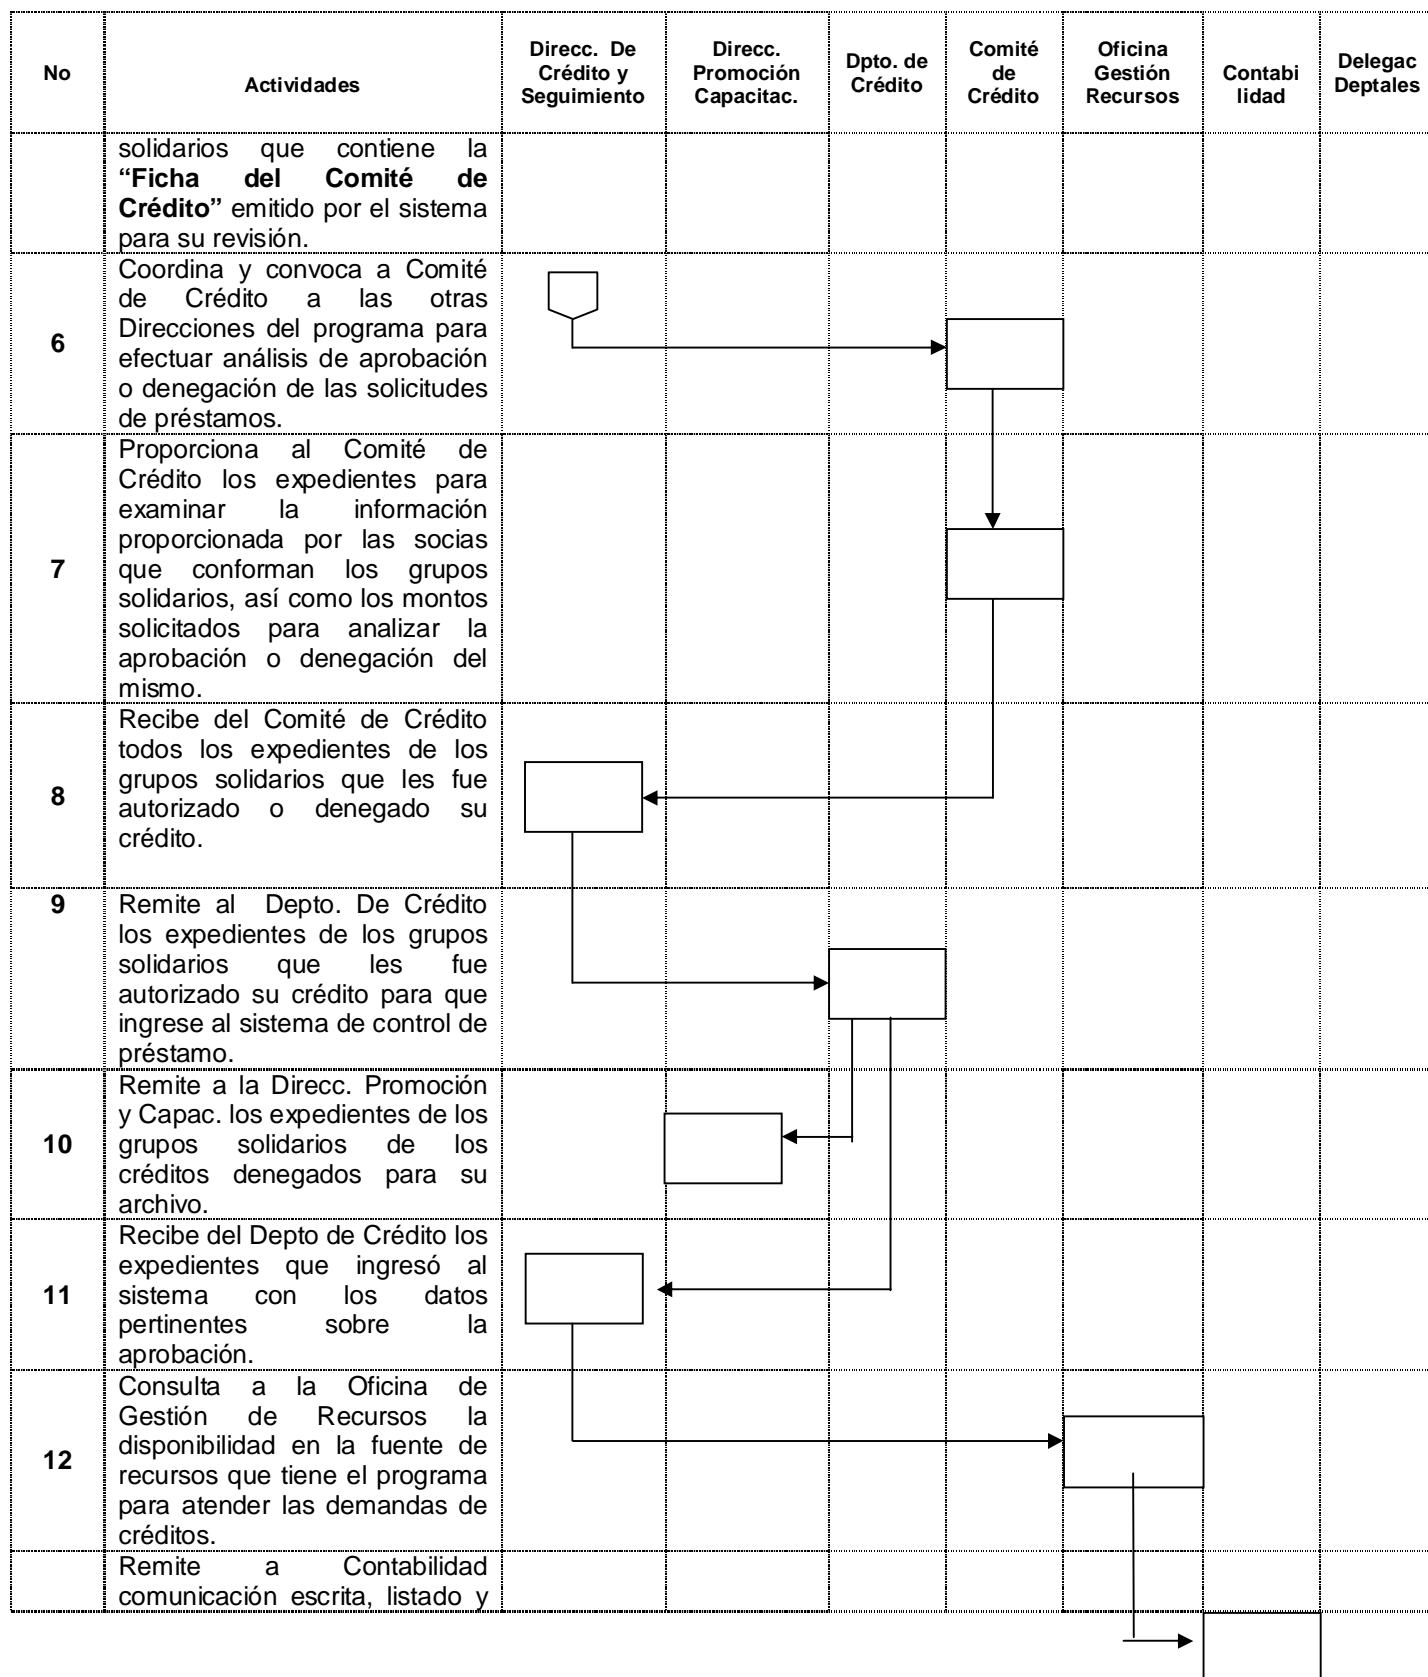 No
Actividades
Direcc. De
Crédito y
Seguimiento
Direcc.
Promoción
Capacitac.
Dpto. de
Crédito
Comité
de
Crédito
Oficina
Gestión
Recursos
Contabi
lidad
Delegac
Deptales
solidarios que contiene la
“Ficha del Comité de
Crédito” emitido por el sistema
para su revisión.
6
Coordina y convoca a Comité
de Crédito a las otras
Direcciones del programa para
efectuar análisis de aprobación
o denegación de las solicitudes
de préstamos.
7
Proporciona al Comité de
Crédito los expedientes para
examinar la información
proporcionada por las socias
que conforman los grupos
solidarios, así como los montos
solicitados para analizar la
aprobación o denegación del
mismo.
8
Recibe del Comité de Crédito
todos los expedientes de los
grupos solidarios que les fue
autorizado o denegado su
crédito.
9
Remite al Depto. De Crédito
los expedientes de los grupos
solidarios que les fue
autorizado su crédito para que
ingrese al sistema de control de
préstamo.
10
Remite a la Direcc. Promoción
y Capac. los expedientes de los
grupos solidarios de los
créditos denegados para su
archivo.
11
Recibe del Depto de Crédito los
expedientes que ingresó al
sistema con los datos
pertinentes sobre la
aprobación.
12
Consulta a la Oficina de
Gestión de Recursos la
disponibilidad en la fuente de
recursos que tiene el programa
para atender las demandas de
créditos.
Remite a Contabilidad
comunicación escrita, listado y